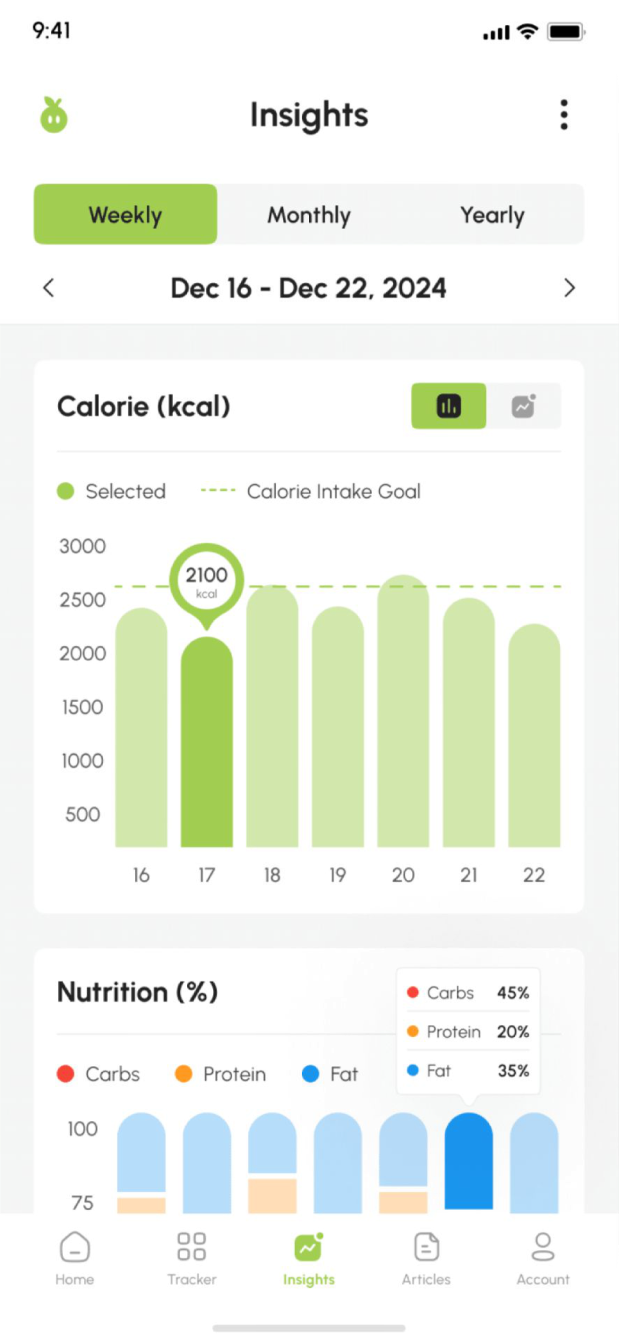 9:41
Insights
Weekly Monthly Yearly
Dec 16 - Dec 22, 2024
Calorie (kcal)
Selected Calorie Intake Goal
3000
2100
kcal
2500
2000
1500
1000
500
16 17 18 19 20 21 22
Nutrition (%)
Carbs 45%
Protein 20%
Fat 35%
Carbs Protein Fat
100
75
Home Tracker Insights Articles Account